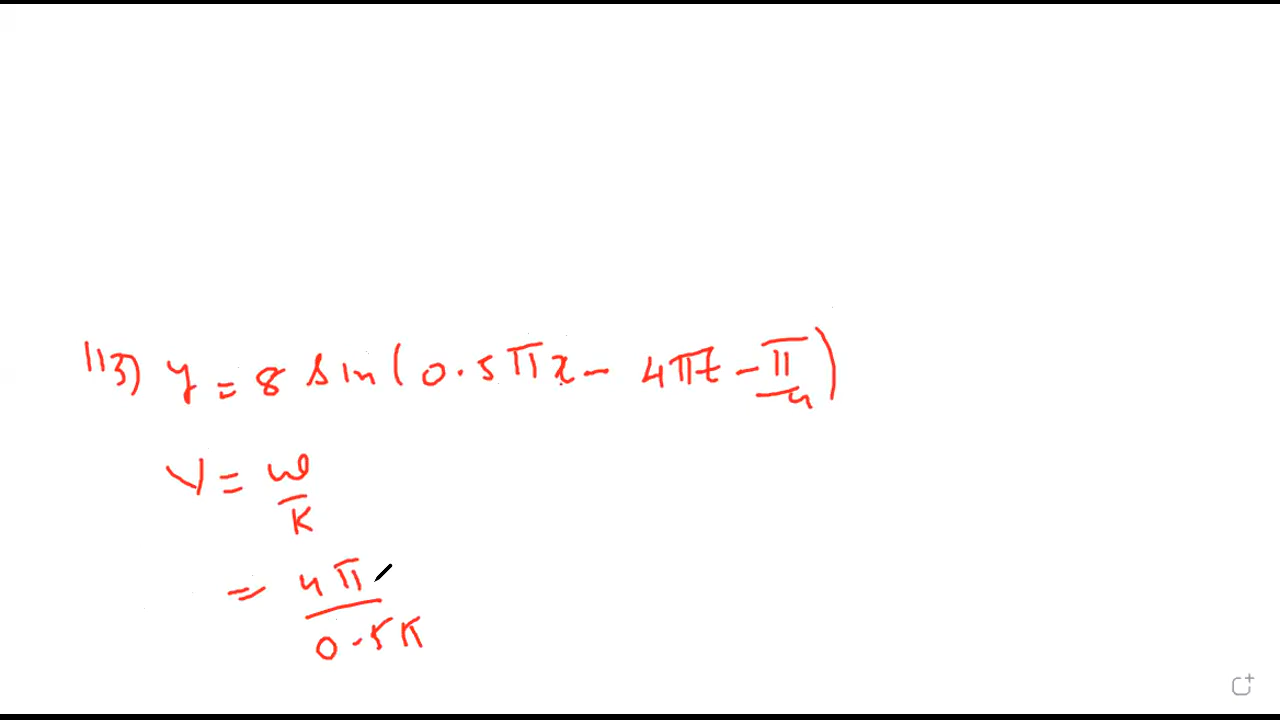 113) y = 8 sin(0.5πx - 4πt - π/4)
V = ω/K
= 4π/0.5π